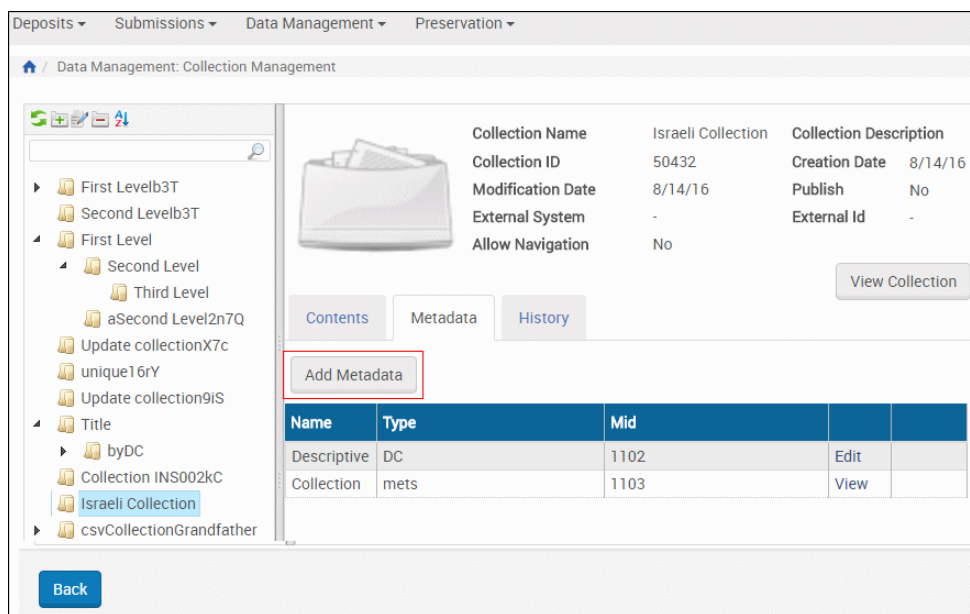 Deposits Submissions Data Management Preservation
/ Data Management: Collection Management
First Levelb3T
Second Levelb3T
First Level
Second Level
Third Level
aSecond Level2n7Q
Update collectionX7c
unique16rY
Update collection9iS
Title
byDC
Collection INS002kC
Israeli Collection
csvCollectionGrandfather
Collection Name Israeli Collection Collection Description
Collection ID 50432 Creation Date 8/14/16
Modification Date 8/14/16 Publish No
External System - External Id -
Allow Navigation No
View Collection
Contents Metadata History
Add Metadata
Name Type Mid
Descriptive DC 1102 Edit
Collection mets 1103 View
Back